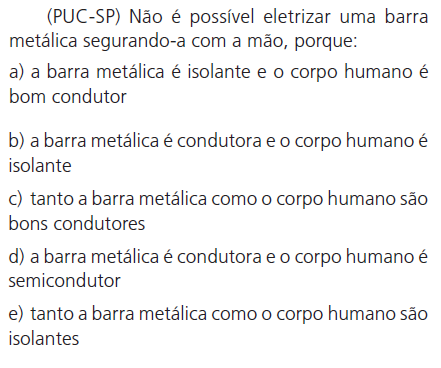 (PUC-SP) Não é possível eletrizar uma barra
metálica segurando-a com a mão, porque:
a) a barra metálica é isolante e o corpo humano é
bom condutor
b) a barra metálica é condutora e o corpo humano é
isolante
c) tanto a barra metálica como o corpo humano são
bons condutores
d) a barra metálica é condutora e o corpo humano é
semicondutor
e) tanto a barra metálica como o corpo humano são
isolantes